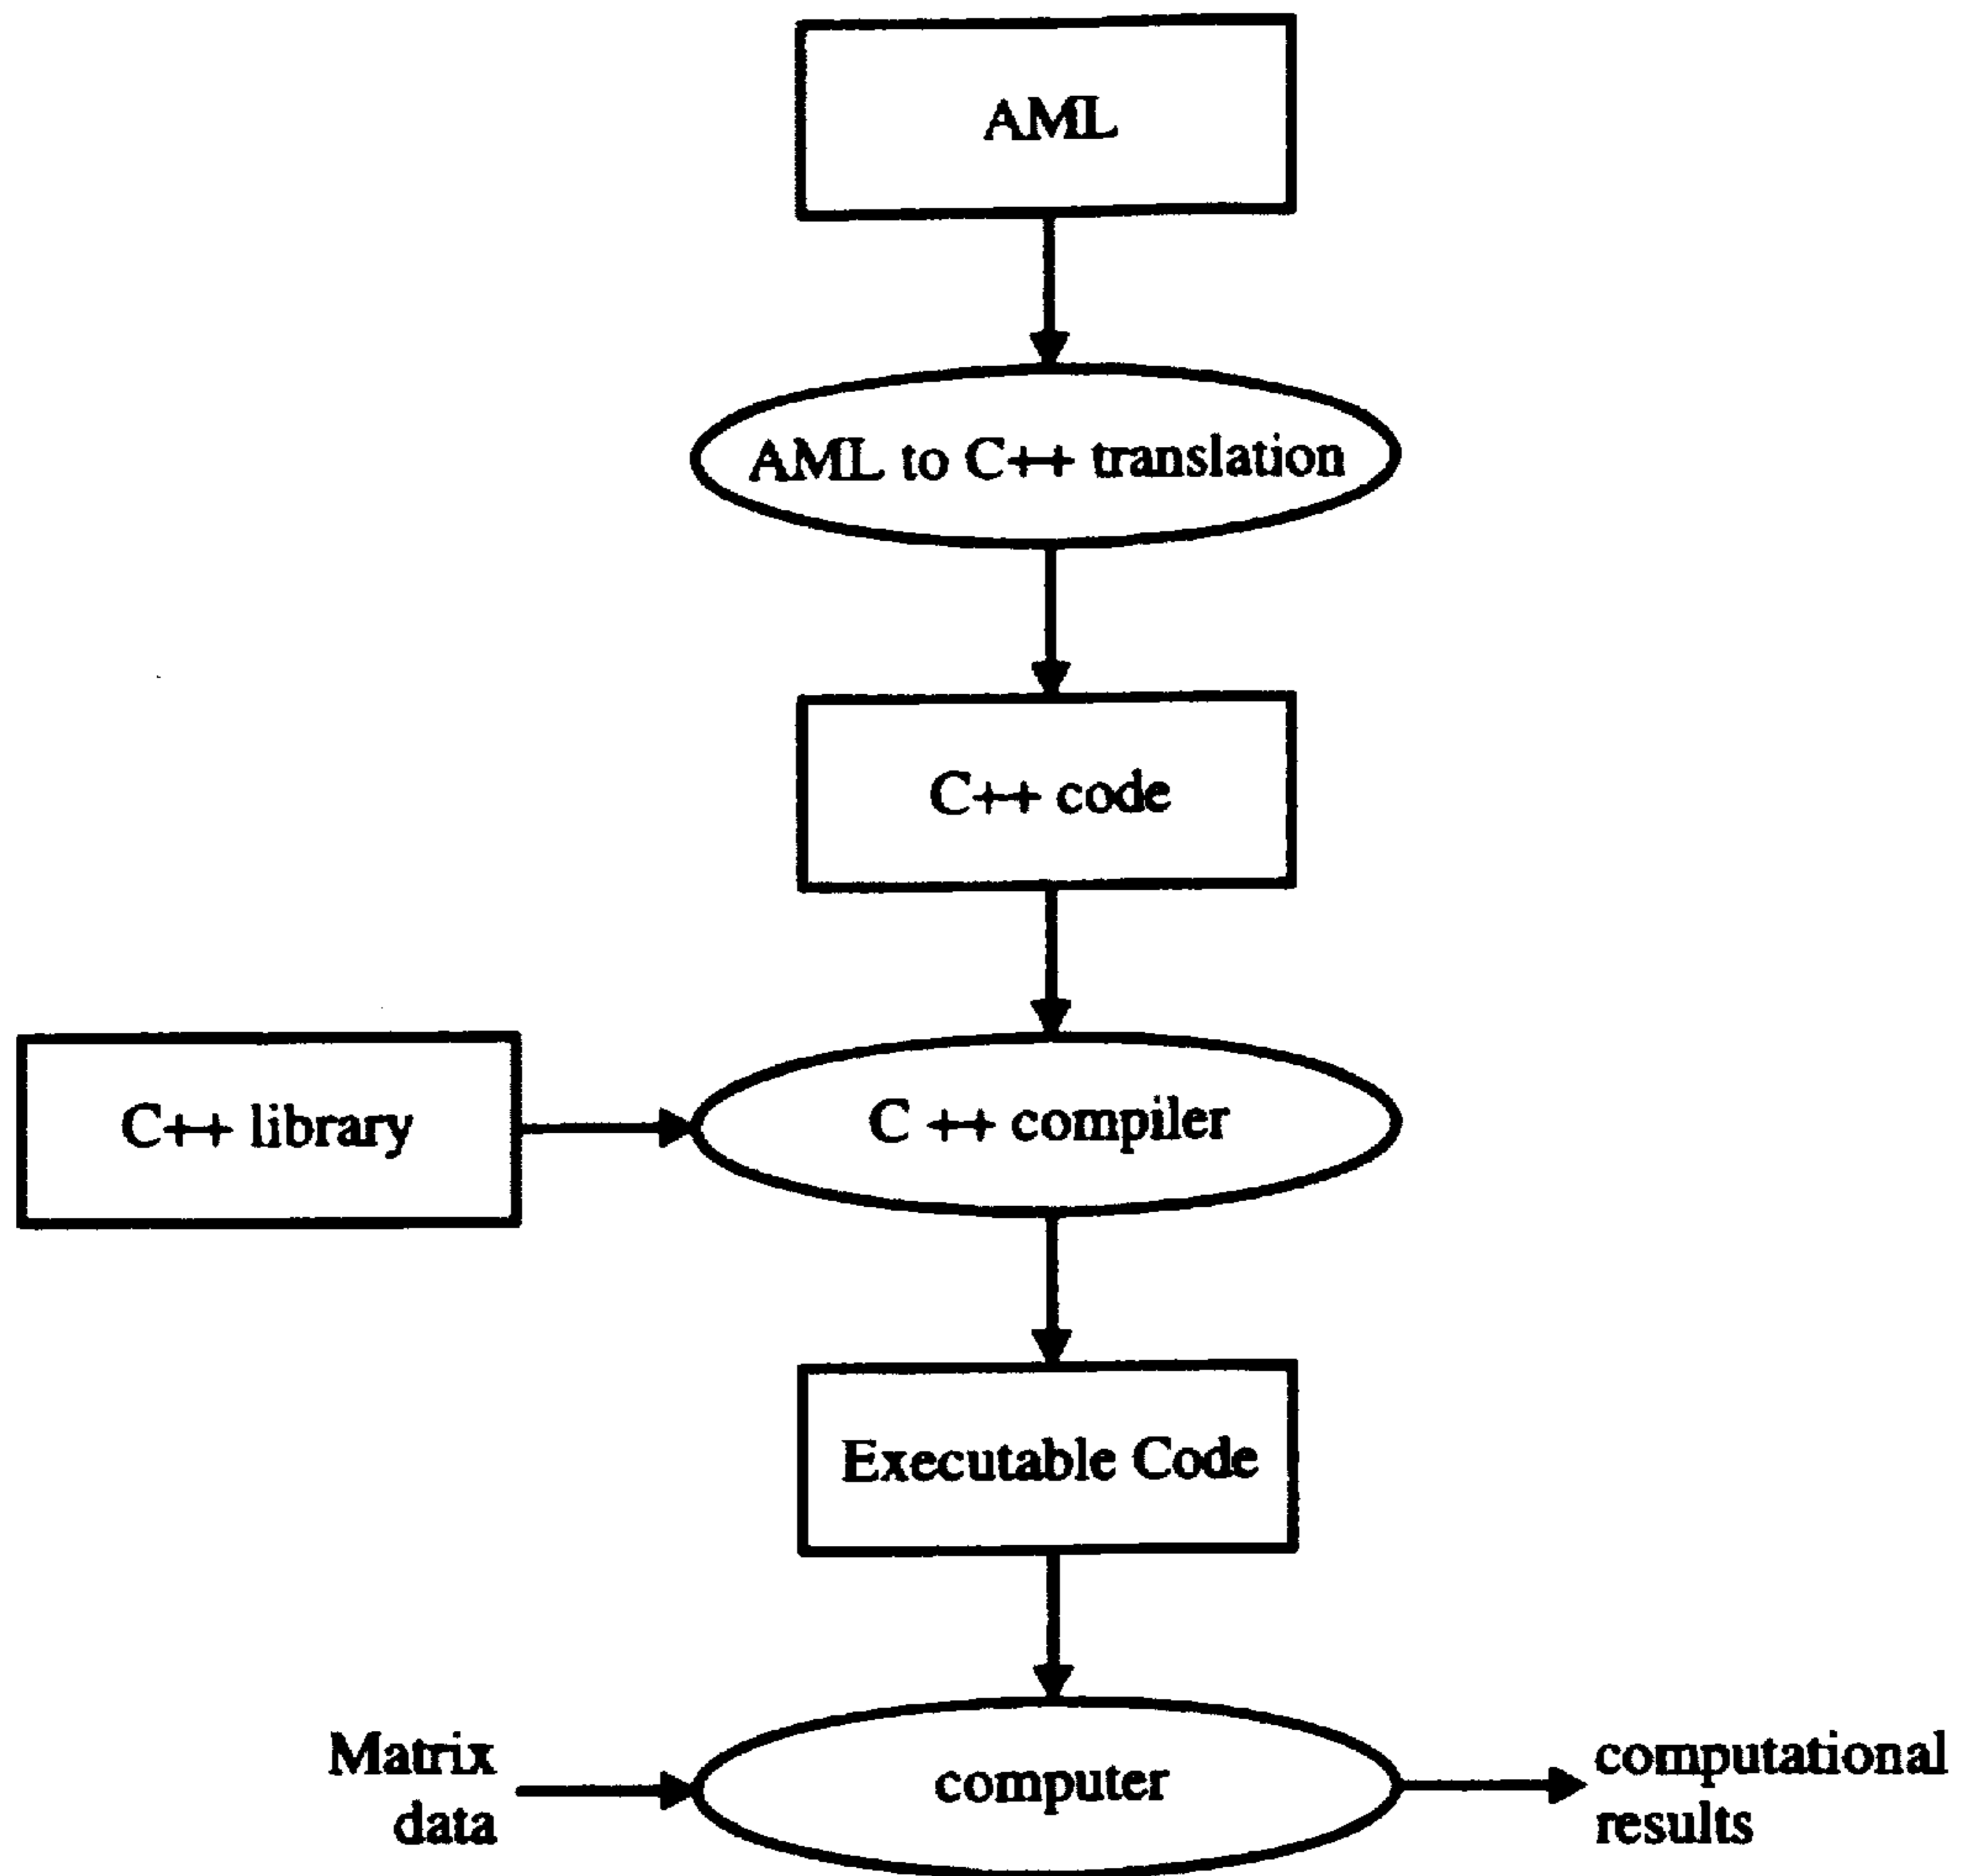 AML
AML to C++ translation
C++ code
C++ library
C ++ compiler
Executable Code
Matrix
data
computer
computational
results